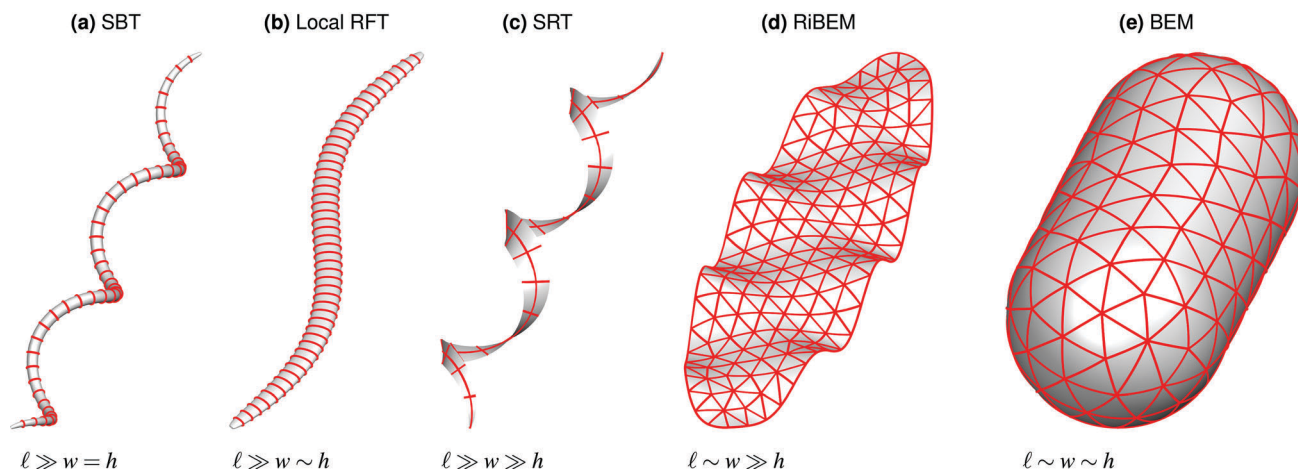 (a) SBT
(b) Local RFT
(c) SRT
(d) RiBEM
(e) BEM
ℓ ≫ w = h
ℓ ≫ w ∼ h
ℓ ≫ w ≫ h
ℓ ∼ w ≫ h
ℓ ∼ w ∼ h